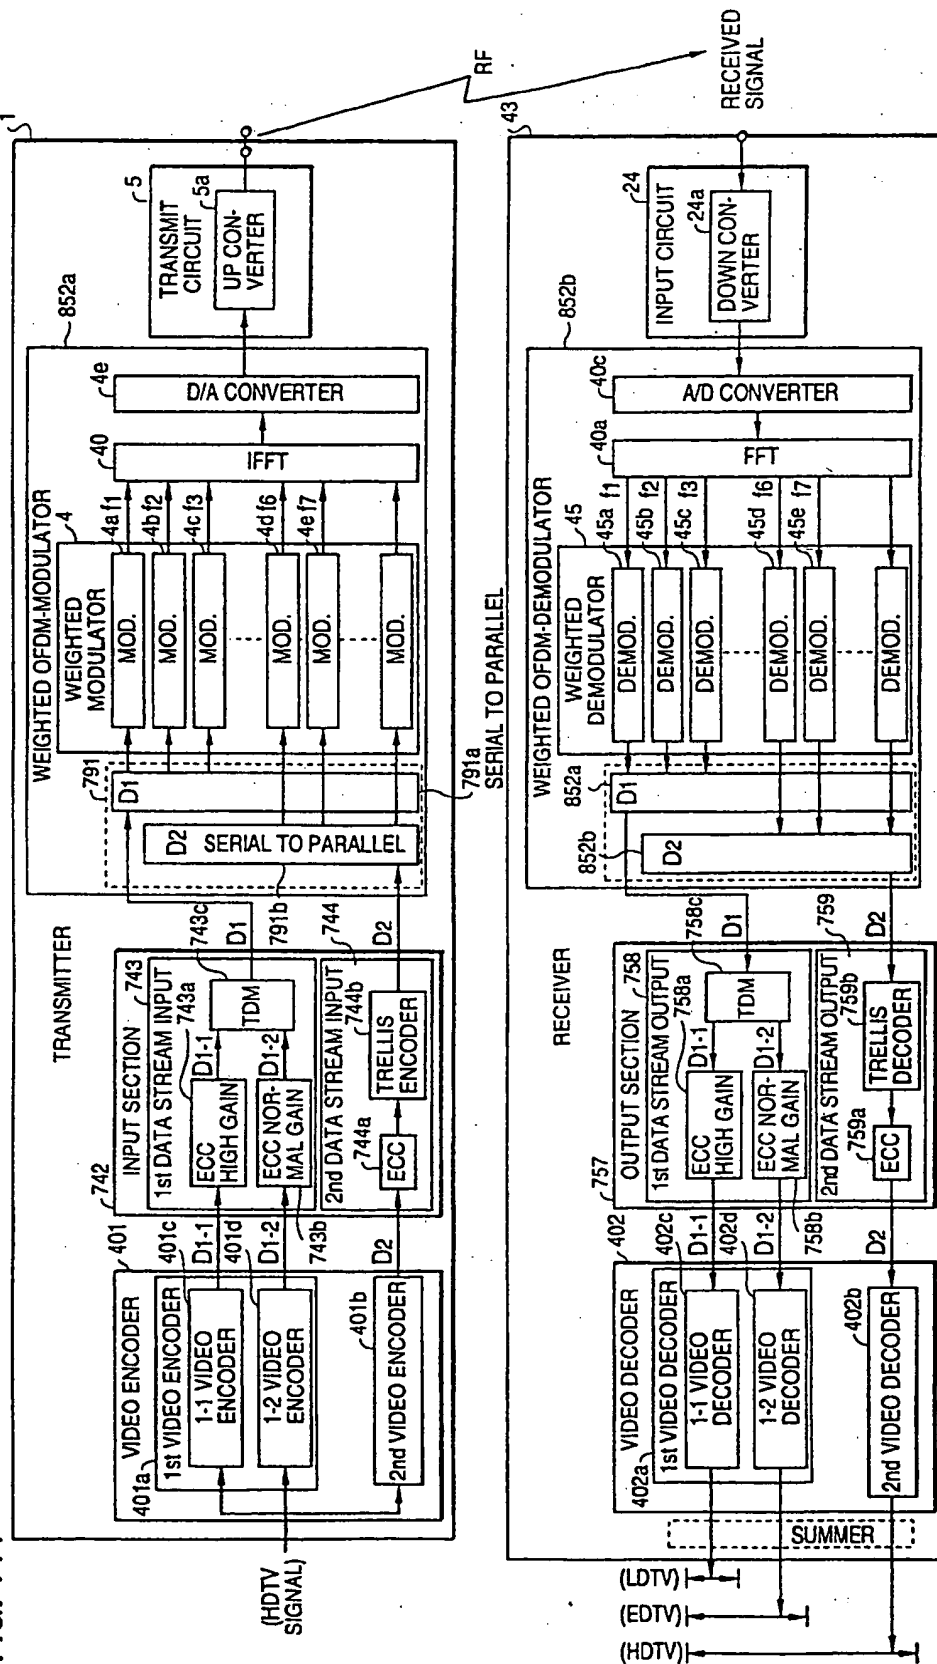 1
TRANSMITTER
VIDEO ENCODER
401
401a
1st VIDEO ENCODER
401c
1-1 VIDEO
ENCODER
401d
1-2 VIDEO
ENCODER
401b
2nd VIDEO ENCODER
(HDTV
SIGNAL)
D1-1
D1-2
D2
742
INPUT SECTION
743
1st DATA STREAM INPUT
743a
ECC
HIGH GAIN
D1-1
743c
TDM
ECC NOR-
MAL GAIN
D1-2
743b
D1
744
2nd DATA STREAM INPUT
744a
ECC
744b
TRELLIS
ENCODER
D2
WEIGHTED OFDM-MODULATOR
852a
791
D1
791b
D2
SERIAL TO PARALLEL
791a
SERIAL TO PARALLEL
WEIGHTED
MODULATOR
4
MOD.
4a f1
MOD.
4b f2
MOD.
4c f3
MOD.
4d f6
MOD.
4e f7
MOD.
40
IFFT
4e
D/A CONVERTER
TRANSMIT
CIRCUIT
5
5a
UP CON-
VERTER
RF
RECEIVED
SIGNAL
43
RECEIVER
INPUT CIRCUIT
24
24a
DOWN CON-
VERTER
WEIGHTED OFDM-DEMODULATOR
852b
40c
A/D CONVERTER
40a
FFT
WEIGHTED
DEMODULATOR
45
DEMOD.
45a f1
DEMOD.
45b f2
DEMOD.
45c f3
DEMOD.
45d f6
DEMOD.
45e f7
DEMOD.
852a
D1
852b
D2
757
OUTPUT SECTION
758
1st DATA STREAM OUTPUT
758a
ECC
HIGH GAIN
D1-1
758c
TDM
ECC NOR-
MAL GAIN
D1-2
758b
D1
759
2nd DATA STREAM OUTPUT
759a
ECC
759b
TRELLIS
DECODER
D2
D1-1
D1-2
D2
VIDEO DECODER
402
402a
1st VIDEO DECODER
402c
1-1 VIDEO
DECODER
402d
1-2 VIDEO
DECODER
402b
2nd VIDEO DECODER
SUMMER
(LDTV)
(EDTV)
(HDTV)